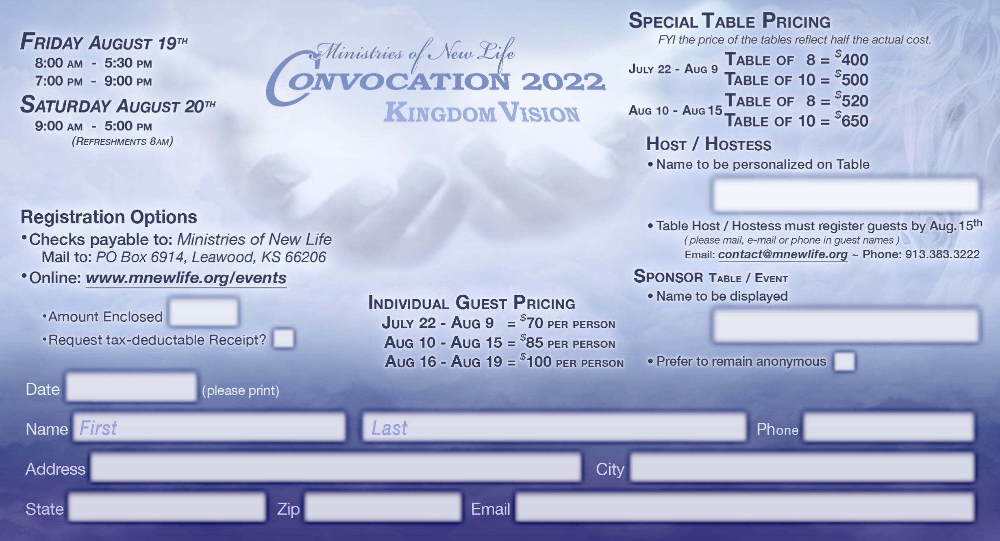 Friday August 19TH
8:00 am - 5:30 pm
7:00 pm - 9:00 pm
Saturday August 20TH
9:00 am - 5:00 pm
(Refreshments 8am)
Ministries of New Life
Convocation 2022
Kingdom Vision
Special Table Pricing
FYI the price of the tables reflect half the actual cost.
July 22 - Aug 9
Table of 8 = $400
Table of 10 = $500
Aug 10 - Aug 15
Table of 8 = $520
Table of 10 = $650
Host / Hostess
• Name to be personalized on Table
• Table Host / Hostess must register guests by Aug. 15th
( please mail, e-mail or phone in guest names )
Email: contact@mnewlife.org ~ Phone: 913.383.3222
Sponsor Table / Event
• Name to be displayed
• Prefer to remain anonymous
Registration Options
• Checks payable to: Ministries of New Life
Mail to: PO Box 6914, Leawood, KS 66206
• Online: www.mnewlife.org/events
• Amount Enclosed
• Request tax-deductable Receipt?
Individual Guest Pricing
July 22 - Aug 9 = $70 per person
Aug 10 - Aug 15 = $85 per person
Aug 16 - Aug 19 = $100 per person
Date (please print)
Name First Last Phone
Address City
State Zip Email